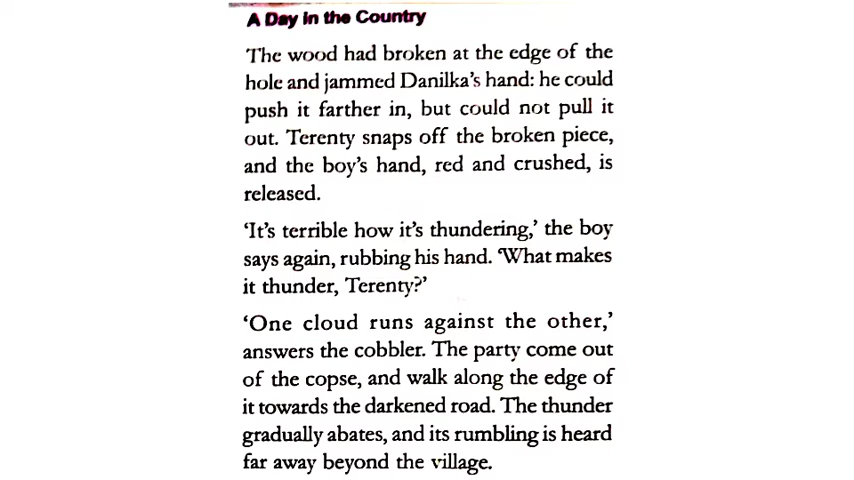 A Day in the Country
The wood had broken at the edge of the
hole and jammed Danilka's hand: he could
push it farther in, but could not pull it
out. Terenty snaps off the broken piece,
and the boy's hand, red and crushed, is
released.
‘It's terrible how it's thundering,’ the boy
says again, rubbing his hand. ‘What makes
it thunder, Terenty?’
‘One cloud runs against the other,’
answers the cobbler. The party come out
of the copse, and walk along the edge of
it towards the darkened road. The thunder
gradually abates, and its rumbling is heard
far away beyond the village.